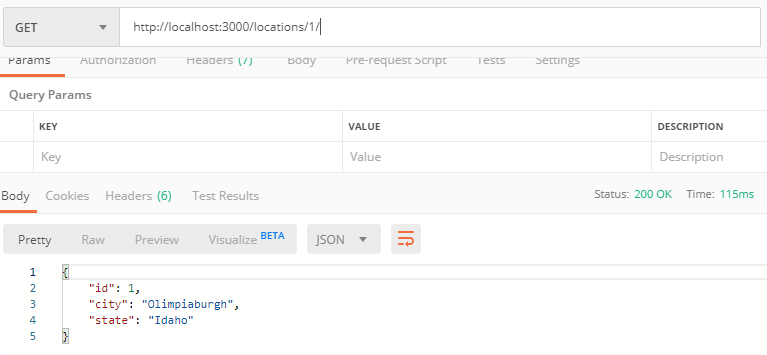 GET http://localhost:3000/locations/1/
Params Authorization Headers (7) Body Pre-request Script Tests Settings
Query Params
KEY VALUE DESCRIPTION
Key Value Description
Body Cookies Headers (6) Test Results Status: 200 OK Time: 115ms
Pretty Raw Preview Visualize BETA JSON
1 {
2 "id": 1,
3 "city": "Olimpiaburgh",
4 "state": "Idaho"
5 }